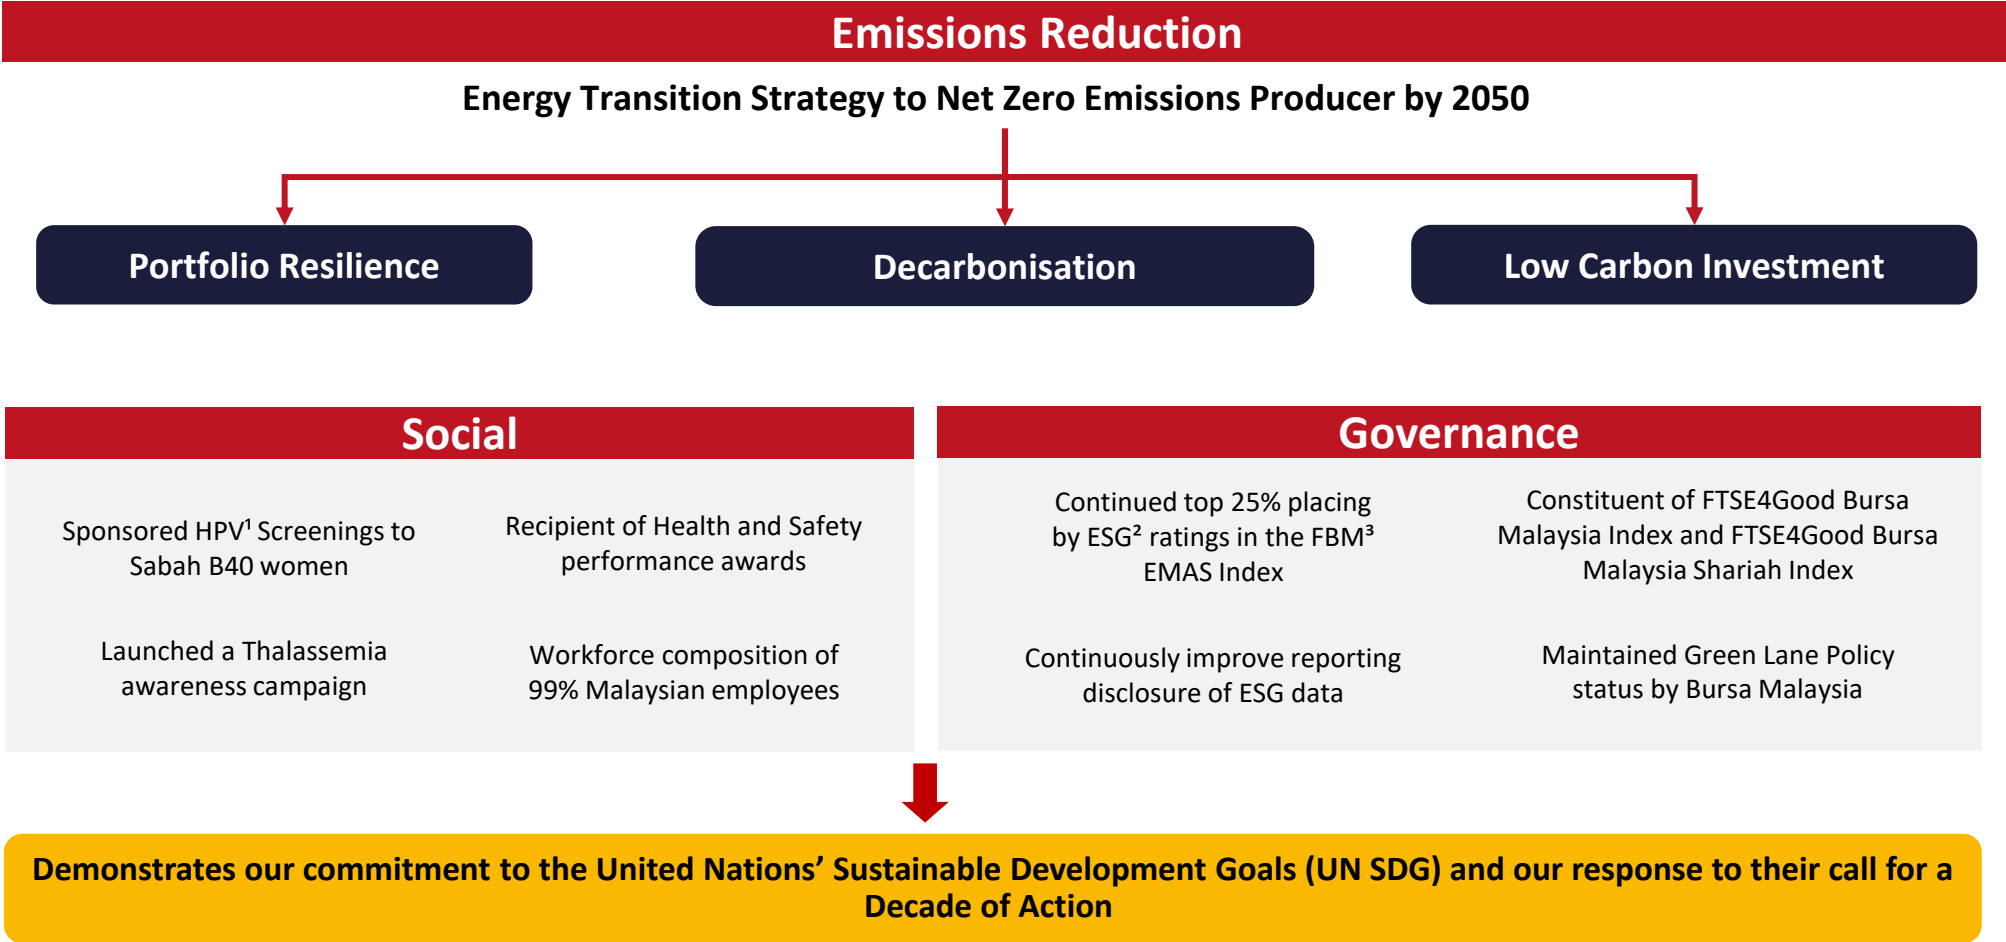 Emissions Reduction
Energy Transition Strategy to Net Zero Emissions Producer by 2050
Portfolio Resilience
Decarbonisation
Low Carbon Investment
Social
Sponsored HPV¹ Screenings to
Sabah B40 women
Recipient of Health and Safety
performance awards
Launched a Thalassemia
awareness campaign
Workforce composition of
99% Malaysian employees
Governance
Continued top 25% placing
by ESG² ratings in the FBM³
EMAS Index
Constituent of FTSE4Good Bursa
Malaysia Index and FTSE4Good Bursa
Malaysia Shariah Index
Continuously improve reporting
disclosure of ESG data
Maintained Green Lane Policy
status by Bursa Malaysia
Demonstrates our commitment to the United Nations’ Sustainable Development Goals (UN SDG) and our response to their call for a
Decade of Action